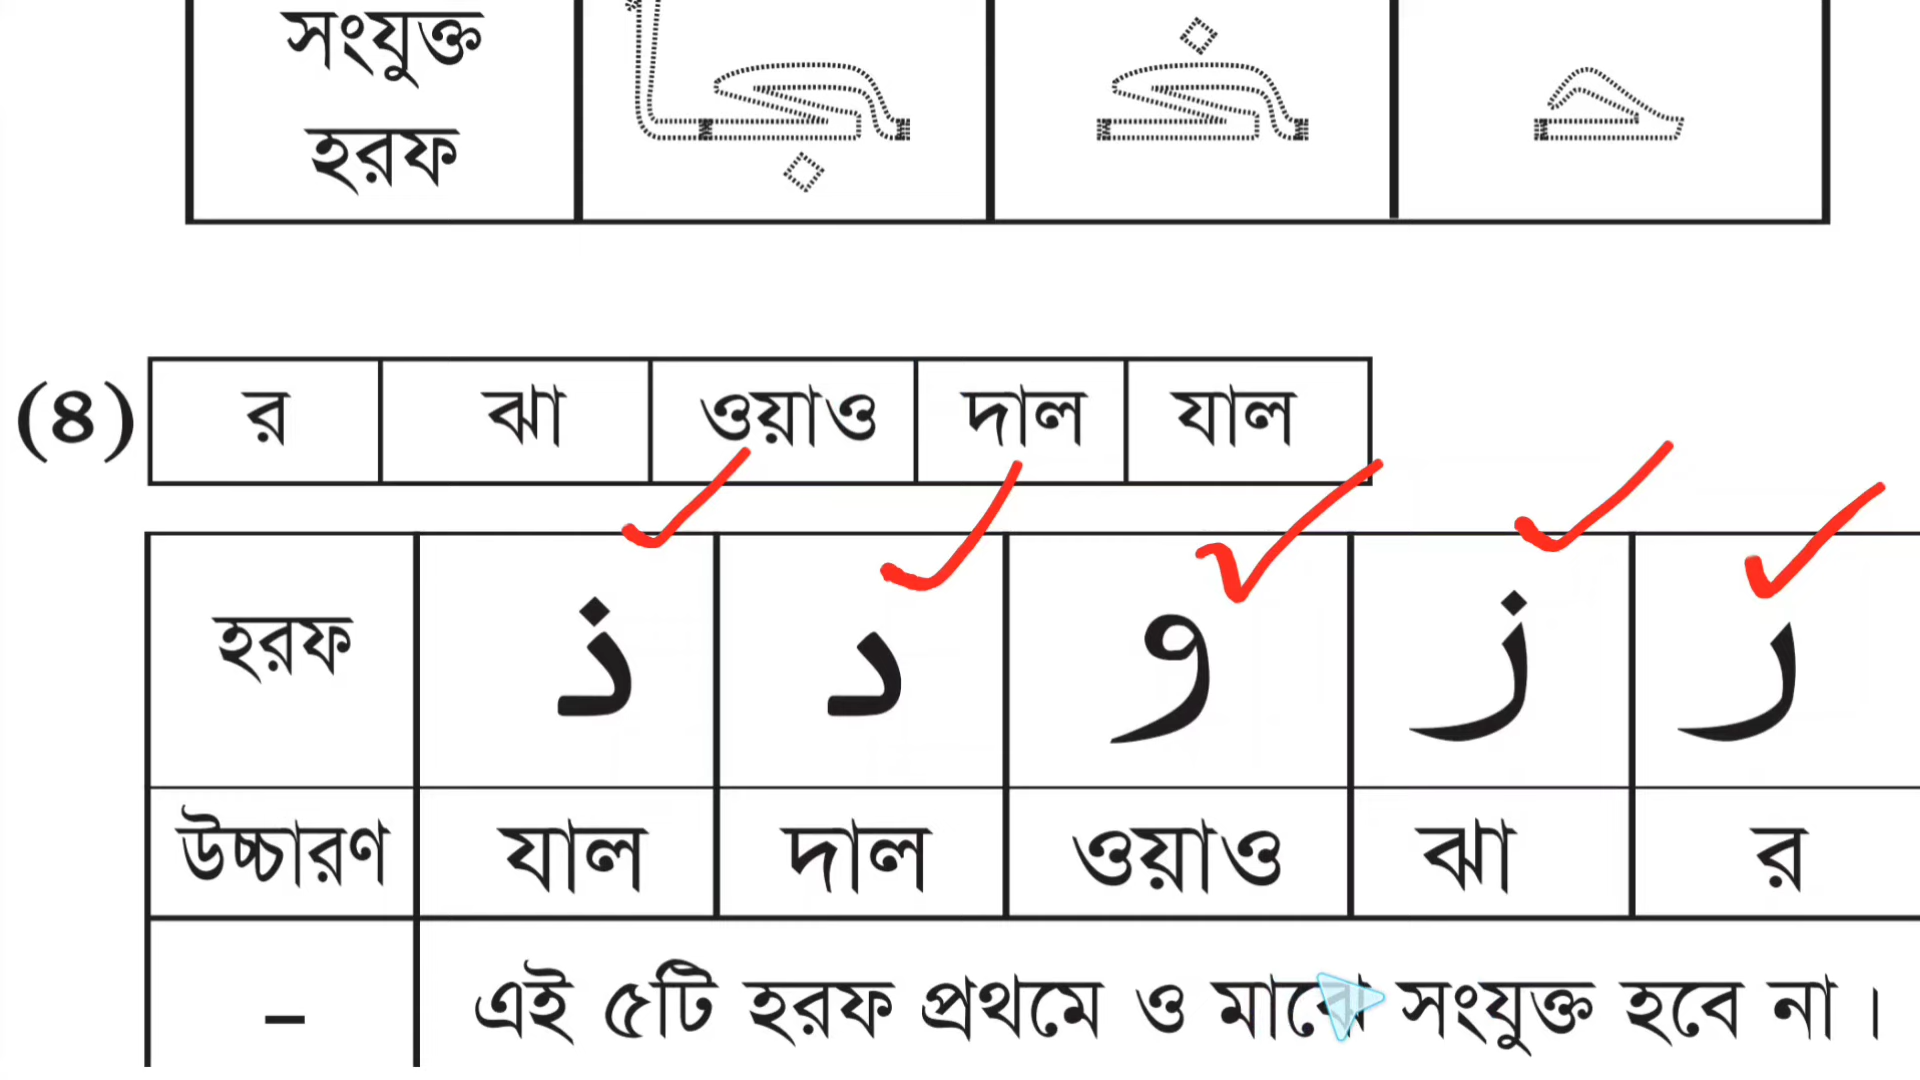 সংযুক্ত
হরফ
(৪) র ঝা ওয়াও দাল যাল
হরফ ذ د و ز ر
উচ্চারণ যাল দাল ওয়াও ঝা র
– এই ৫টি হরফ প্রথমে ও মাঝে সংযুক্ত হবে না।